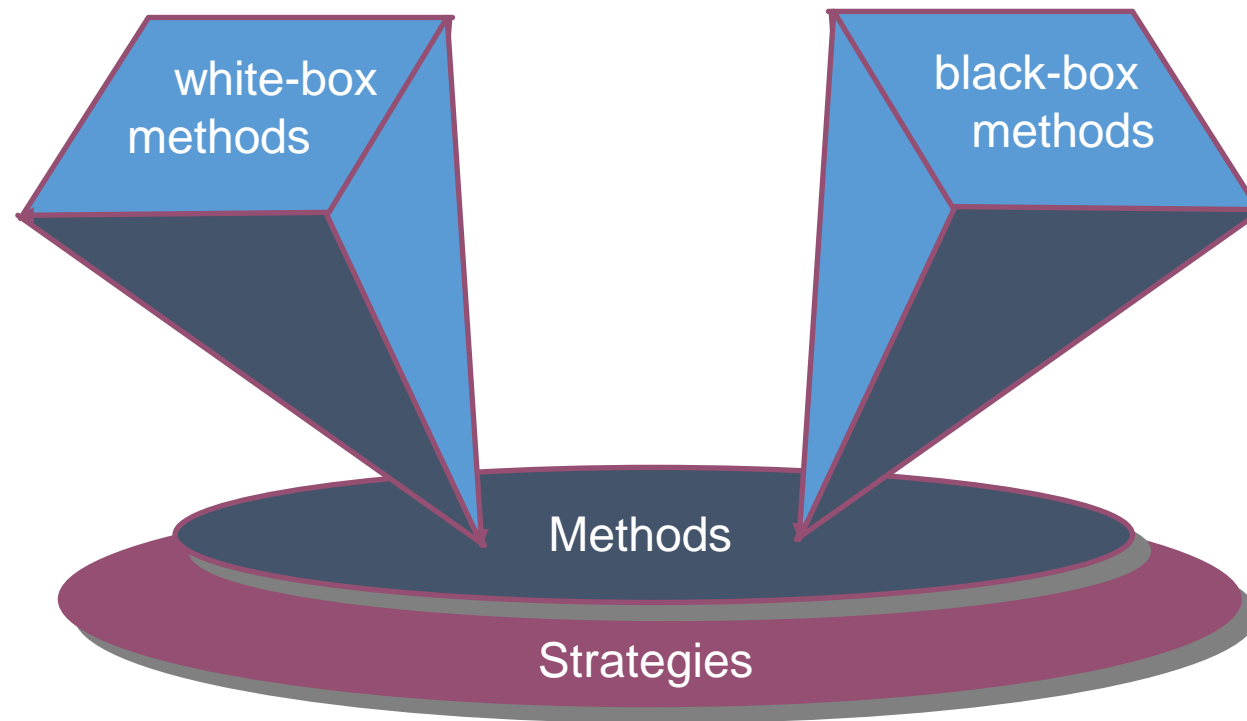 white-box
methods
black-box
methods
Methods
Strategies